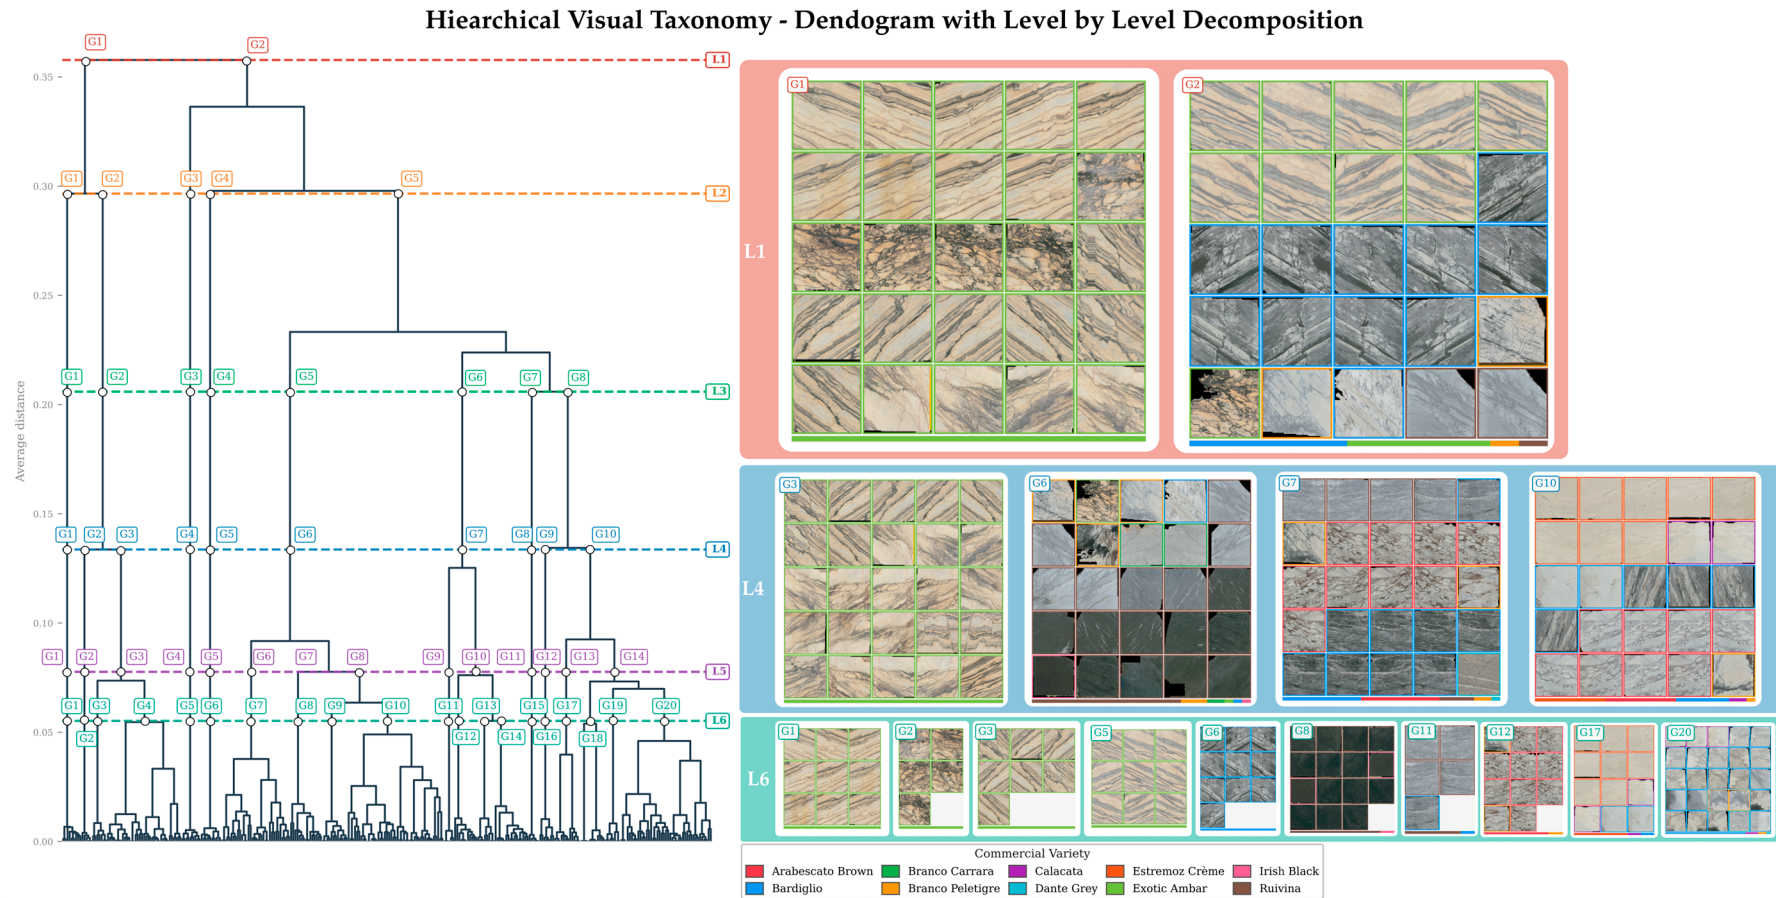 Hiearchical Visual Taxonomy - Dendogram with Level by Level Decomposition
Average distance
0.35
0.30
0.25
0.20
0.15
0.10
0.05
0.00
G1 G2 L1
G1 G2 G3 G4 G5 L2
G1 G2 G3 G4 G5 G6 G7 G8 L3
G1 G2 G3 G4 G5 G6 G7 G8 G9 G10 L4
G1 G2 G3 G4 G5 G6 G7 G8 G9 G10 G11 G12 G13 G14 L5
G1 G3 G4 G5 G6 G7 G8 G9 G10 G11 G13 G15 G17 G19 G20 L6
G2 G12 G14 G16 G18
L1
G1 G2
L4
G3 G6 G7 G10
L6
G1 G2 G3 G5 G6 G8 G11 G12 G17 G20
Commercial Variety
Arabescato Brown Branco Carrara Calacata Estremoz Crème Irish Black
Bardiglio Branco Peletigre Dante Grey Exotic Ambar Ruivina